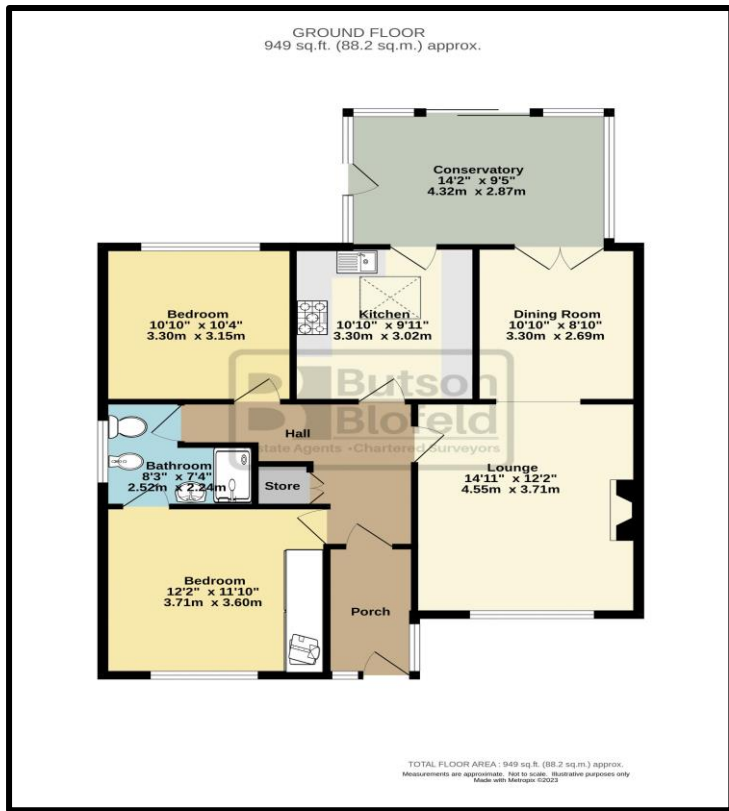 GROUND FLOOR
949 sq.ft. (88.2 sq.m.) approx.
Conservatory
14'2" x 9'5"
4.32m x 2.87m
Bedroom
10'10" x 10'4"
3.30m x 3.15m
Kitchen
10'10" x 9'11"
3.30m x 3.02m
Dining Room
10'10" x 8'10"
3.30m x 2.69m
Butson
Blofeld
Estate Agents - Chartered Surveyors
Hall
Bathroom
8'3" x 7'4"
2.52m x 2.24m
Store
Lounge
14'11" x 12'2"
4.55m x 3.71m
Bedroom
12'2" x 11'10"
3.71m x 3.60m
Porch
TOTAL FLOOR AREA : 949 sq.ft. (88.2 sq.m.) approx.
Measurements are approximate. Not to scale. Illustrative purposes only
Made with Metropix ©2023